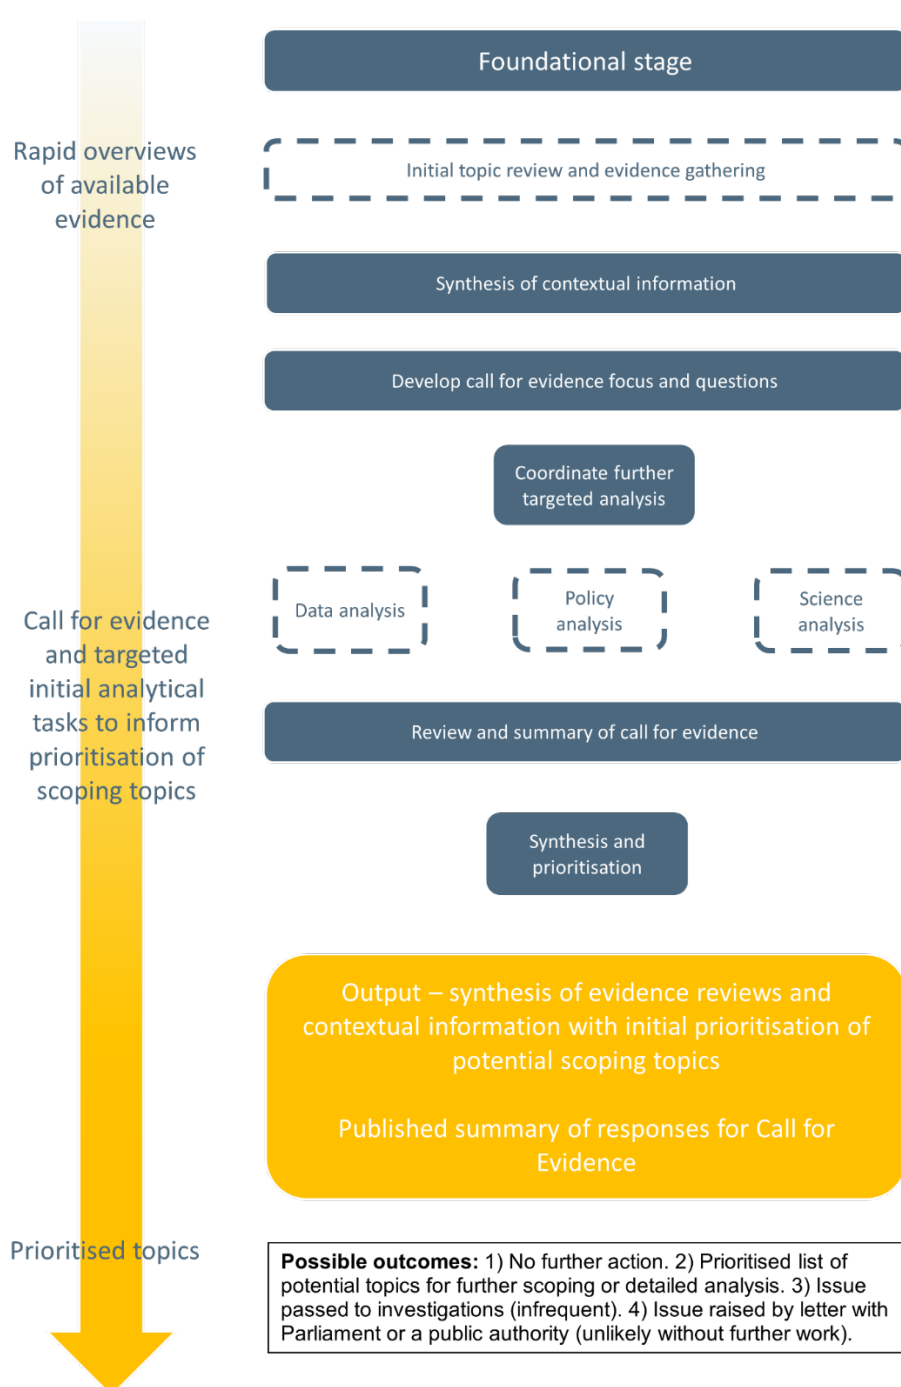 Foundational stage
Rapid overviews
of available
evidence
Initial topic review and evidence gathering
Synthesis of contextual information
Develop call for evidence focus and questions
Coordinate further
targeted analysis
Call for evidence
and targeted
initial analytical
tasks to inform
prioritisation of
scoping topics
Data analysis
Policy
analysis
Science
analysis
Review and summary of call for evidence
Synthesis and
prioritisation
Output – synthesis of evidence reviews and
contextual information with initial prioritisation of
potential scoping topics
Published summary of responses for Call for
Evidence
Prioritised topics
Possible outcomes: 1) No further action. 2) Prioritised list of
potential topics for further scoping or detailed analysis. 3) Issue
passed to investigations (infrequent). 4) Issue raised by letter with
Parliament or a public authority (unlikely without further work).